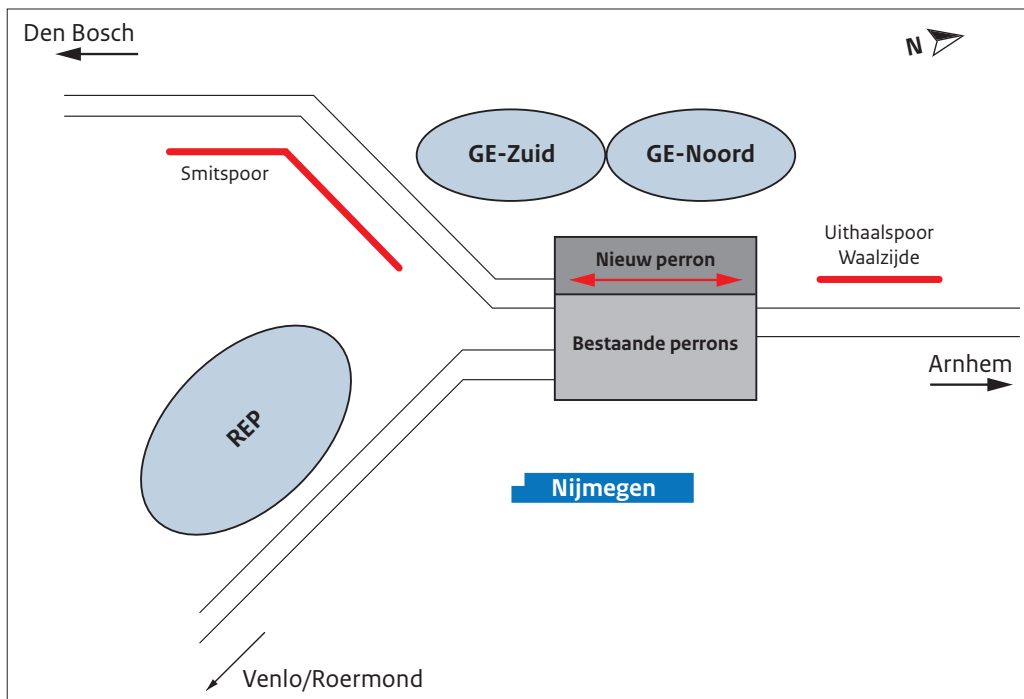 Den Bosch
N
GE-Zuid
GE-Noord
Smitspoor
Uithaalspoor
Waalzijde
Nieuw perron
Bestaande perrons
Arnhem
REP
Nijmegen
Venlo/Roermond